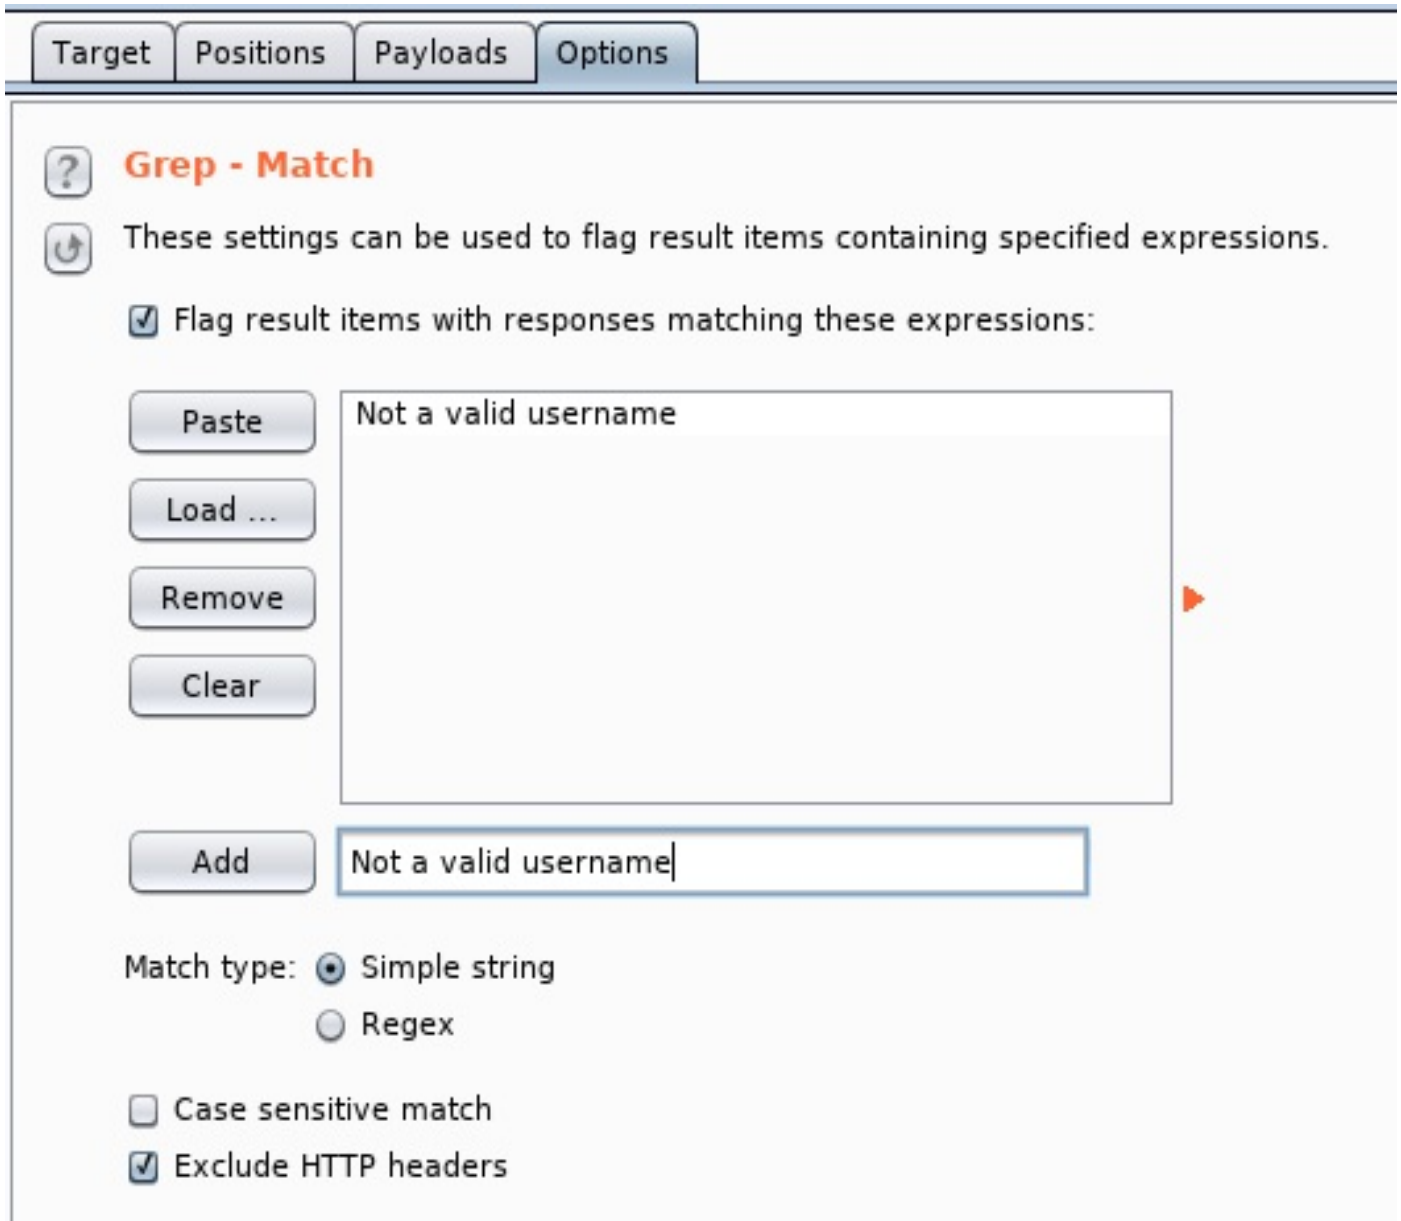 Target Positions Payloads Options
? Grep - Match
These settings can be used to flag result items containing specified expressions.
Flag result items with responses matching these expressions:
Paste
Not a valid username
Load ...
Remove
Clear
Add Not a valid username
Match type: Simple string
Regex
Case sensitive match
Exclude HTTP headers